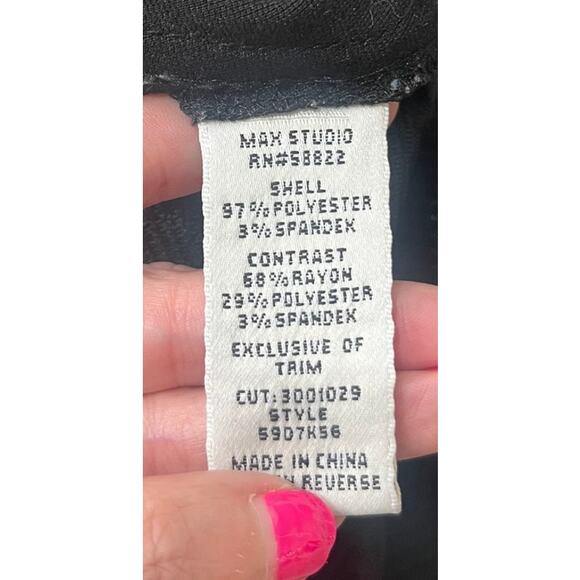 MAX STUDIO
RN#58822
SHELL
97% POLYESTER
3% SPANDEX
CONTRAST
68% RAYON
29% POLYESTER
3% SPANDEX
EXCLUSIVE OF
TRIM
CUT: 3001029
STYLE
59D7K56
MADE IN CHINA
REVERSE